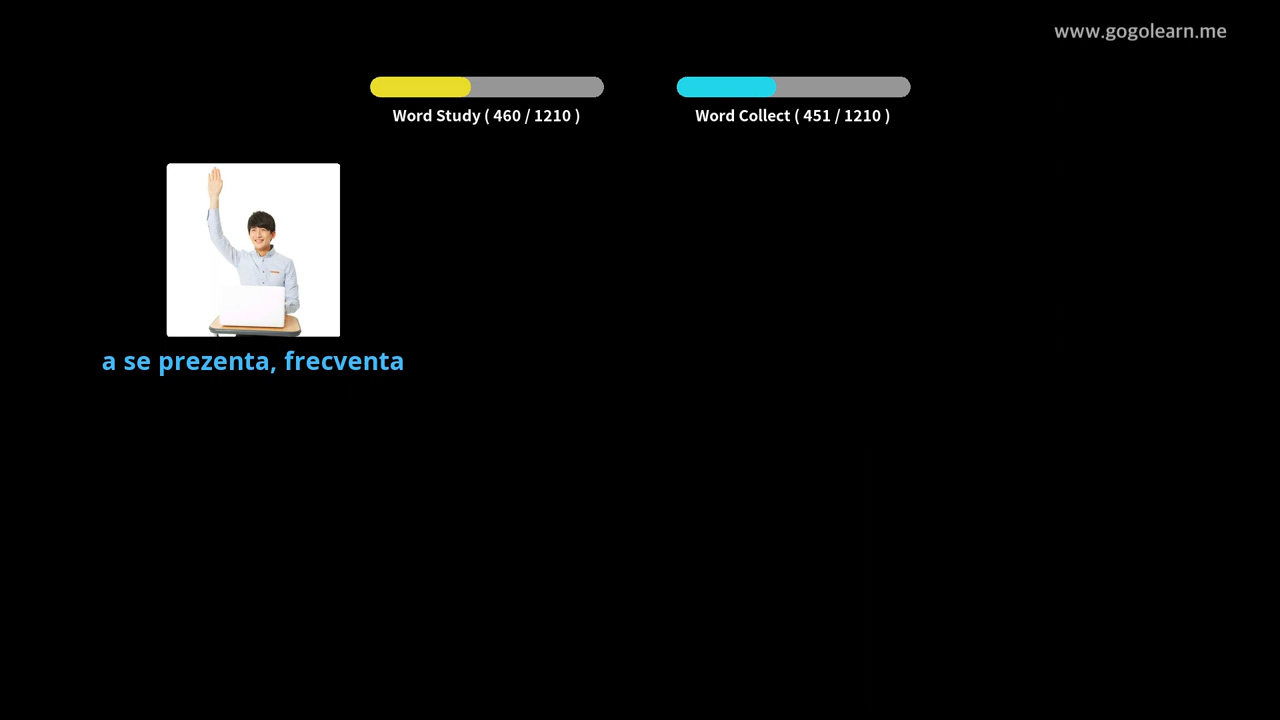 www.gogolearn.me
Word Study ( 460 / 1210 )
Word Collect ( 451 / 1210 )
a se prezenta, frecventa